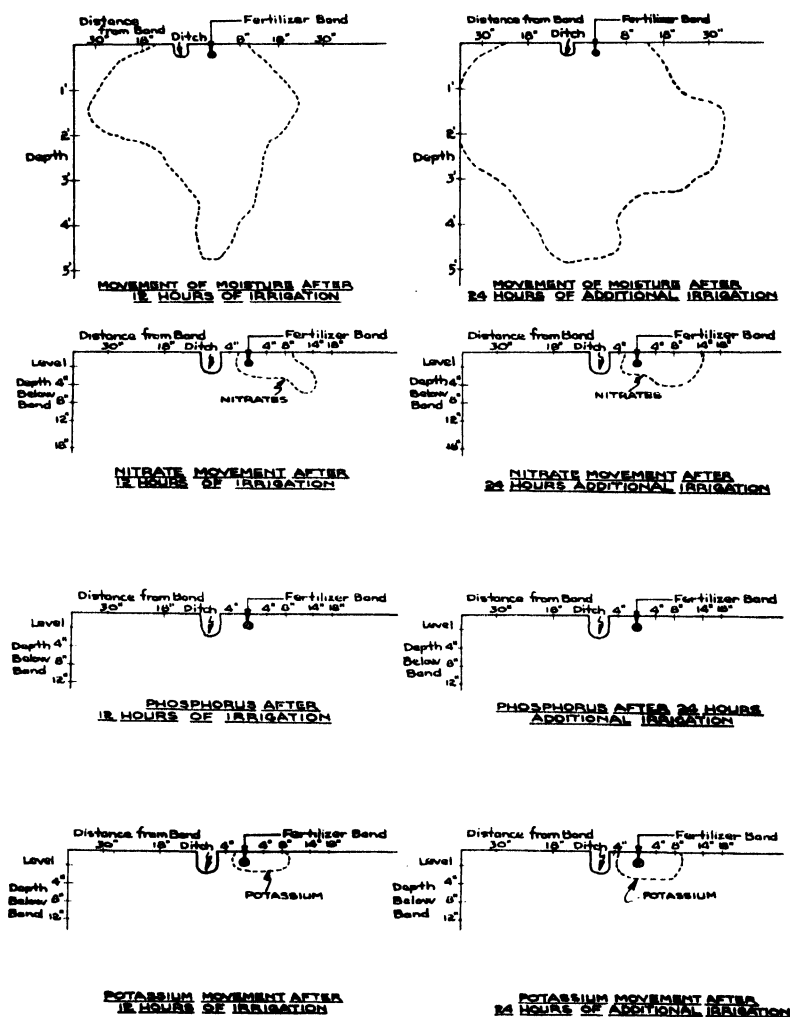 Distance from Band
Fertilizer Band
30" 18" Ditch 8" 18" 30"
1'
2'
Depth
3'
4'
5'
MOVEMENT OF MOISTURE AFTER
12 HOURS OF IRRIGATION
Distance from Band
Fertilizer Band
30" 18" Ditch 8" 18" 30"
1'
2'
Depth
3'
4'
5'
MOVEMENT OF MOISTURE AFTER
24 HOURS OF ADDITIONAL IRRIGATION
Distance from Band
Fertilizer Band
30" 18" Ditch 4" 4" 8" 14" 18"
Level
Depth 4"
Below 8"
Band
12"
18"
NITRATES
NITRATE MOVEMENT AFTER
12 HOURS OF IRRIGATION
Distance from Band
Fertilizer Band
30" 18" Ditch 4" 4" 8" 14" 18"
Level
Depth 4"
Below 8"
Band
12"
18"
NITRATES
NITRATE MOVEMENT AFTER
24 HOURS ADDITIONAL IRRIGATION
Distance from Band
Fertilizer Band
30" 18" Ditch 4" 4" 8" 14" 18"
Level
Depth 4"
Below 8"
Band 12"
PHOSPHORUS AFTER
12 HOURS OF IRRIGATION
Distance from Band
Fertilizer Band
30" 18" Ditch 4" 4" 8" 14" 18"
Level
Depth 4"
Below 8"
Band 12"
PHOSPHORUS AFTER 24 HOURS
ADDITIONAL IRRIGATION
Distance from Band
Fertilizer Band
30" 18" Ditch 4" 4" 8" 14" 18"
Level
Depth 4"
Below 8"
Band 12"
POTASSIUM
POTASSIUM MOVEMENT AFTER
12 HOURS OF IRRIGATION
Distance from Band
Fertilizer Band
30" 18" Ditch 4" 4" 8" 14" 18"
Level
Depth 4"
Below 8"
Band 12"
POTASSIUM
POTASSIUM MOVEMENT AFTER
24 HOURS OF ADDITIONAL IRRIGATION